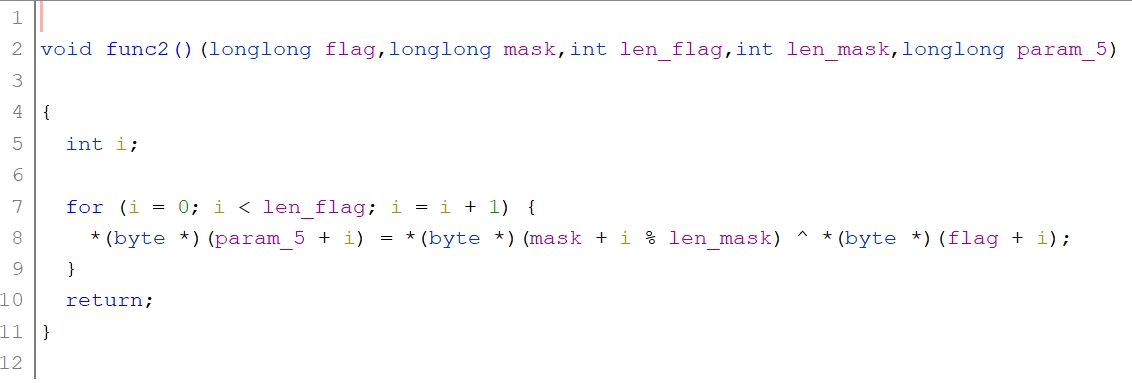 1
2 void func2()(longlong flag,longlong mask,int len_flag,int len_mask,longlong param_5)
3
4 {
5   int i;
6
7   for (i = 0; i < len_flag; i = i + 1) {
8     *(byte *)(param_5 + i) = *(byte *)(mask + i % len_mask) ^ *(byte *)(flag + i);
9   }
10   return;
11 }
12